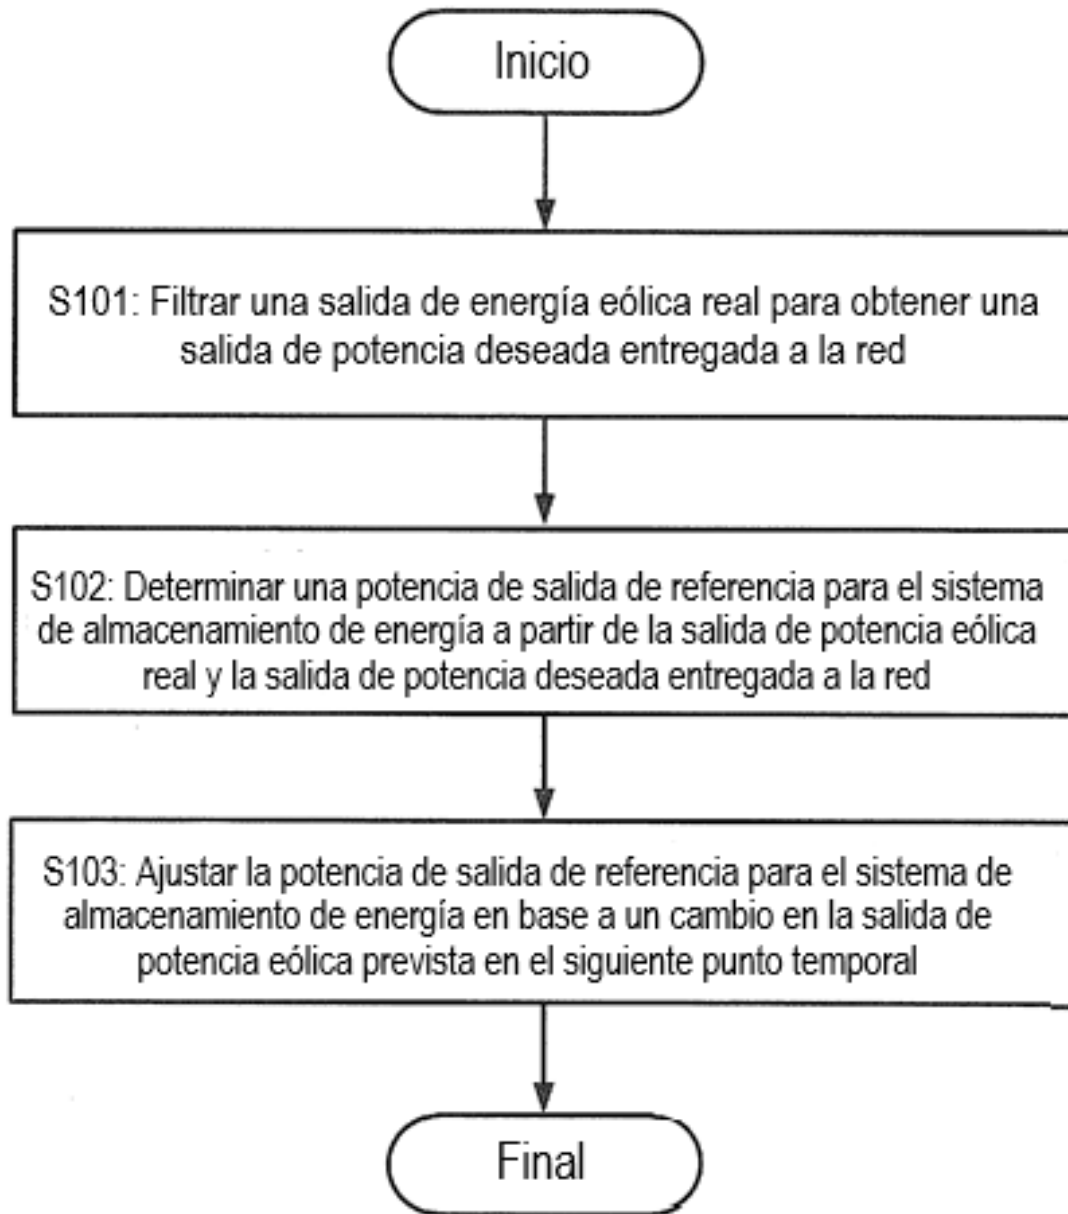 Inicio
S101: Filtrar una salida de energía eólica real para obtener una
salida de potencia deseada entregada a la red
S102: Determinar una potencia de salida de referencia para el sistema
de almacenamiento de energía a partir de la salida de potencia eólica
real y la salida de potencia deseada entregada a la red
S103: Ajustar la potencia de salida de referencia para el sistema de
almacenamiento de energía en base a un cambio en la salida de
potencia eólica prevista en el siguiente punto temporal
Final